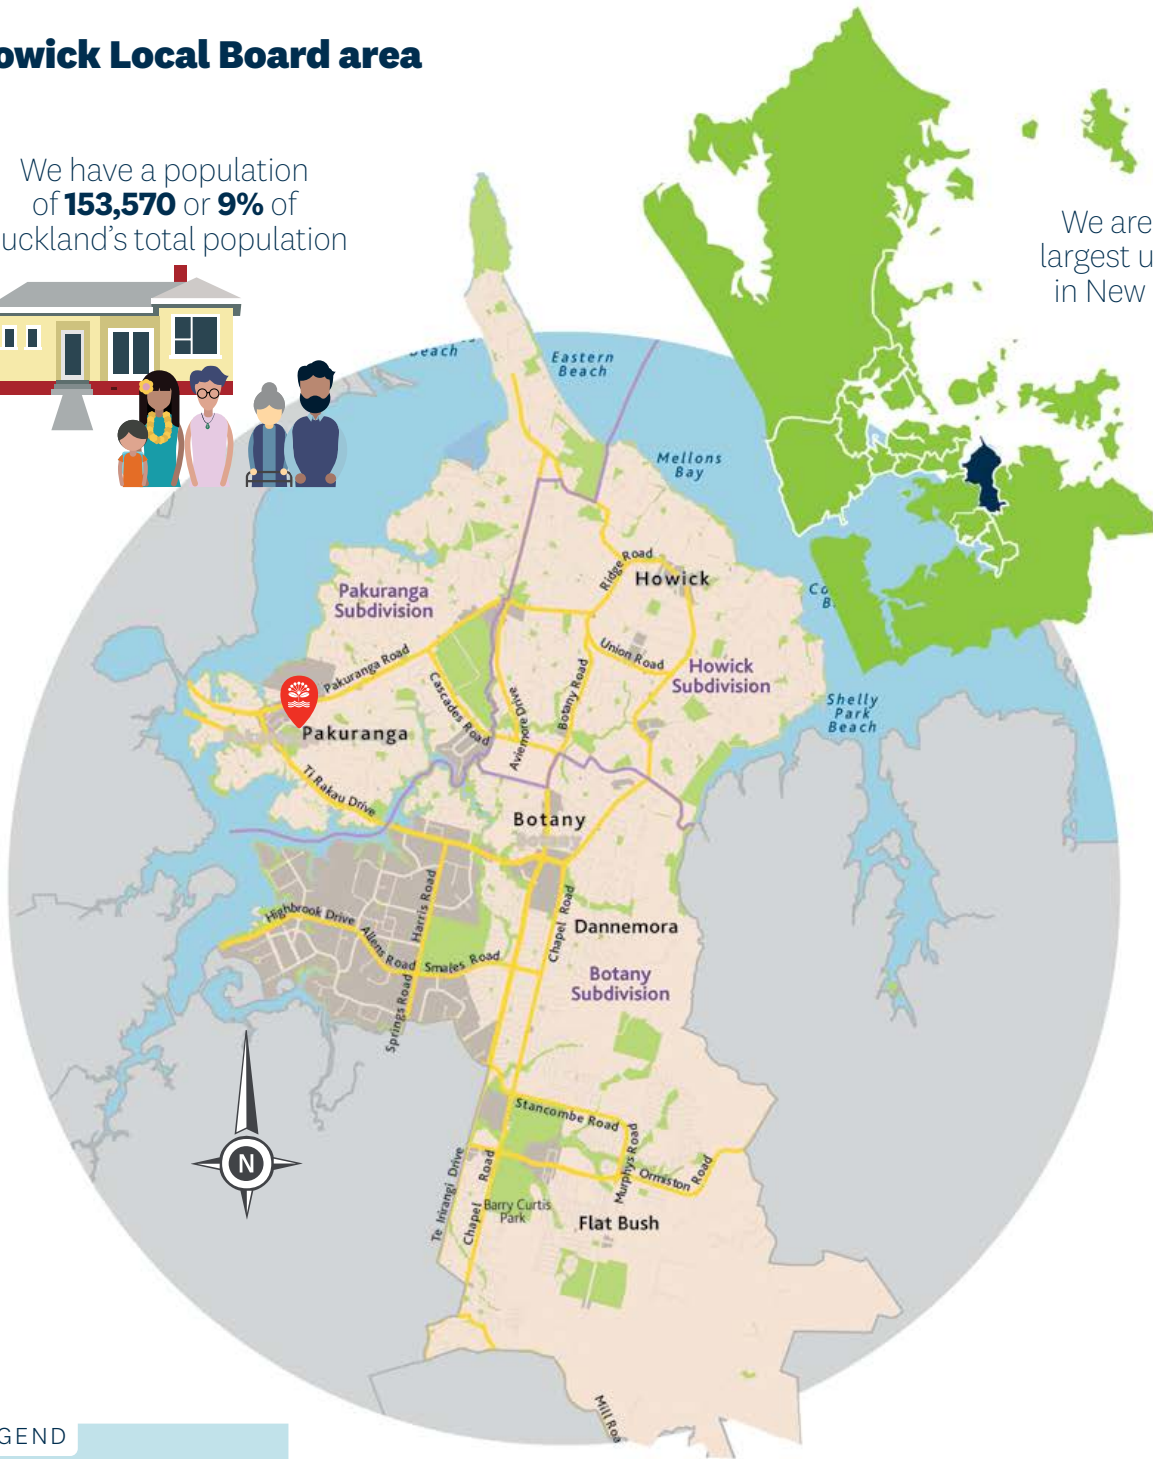 owick Local Board area
We have a population
of 153,570 or 9% of
uckland's total population
We are
largest u
in New
each
Eastern
Beach
Mellons
Bay
Ridge Road
Howick
Co
B
Pakuranga
Subdivision
Pakuranga Road
Union Road
Howick
Subdivision
Cascades Road
Aviemore Drive
Botany Road
Shelly
Park
Beach
Pakuranga
Ti Rakau Drive
Botany
Highbrook Drive
Allens Road
Harris Road
Smales Road
Springs Road
Chapel Road
Dannemora
Botany
Subdivision
N
Stancombe Road
Murphys Road
Ormiston Road
Te Irirangi Drive
Chapel Road
Barry Curtis
Park
Flat Bush
Mill Roa
GEND